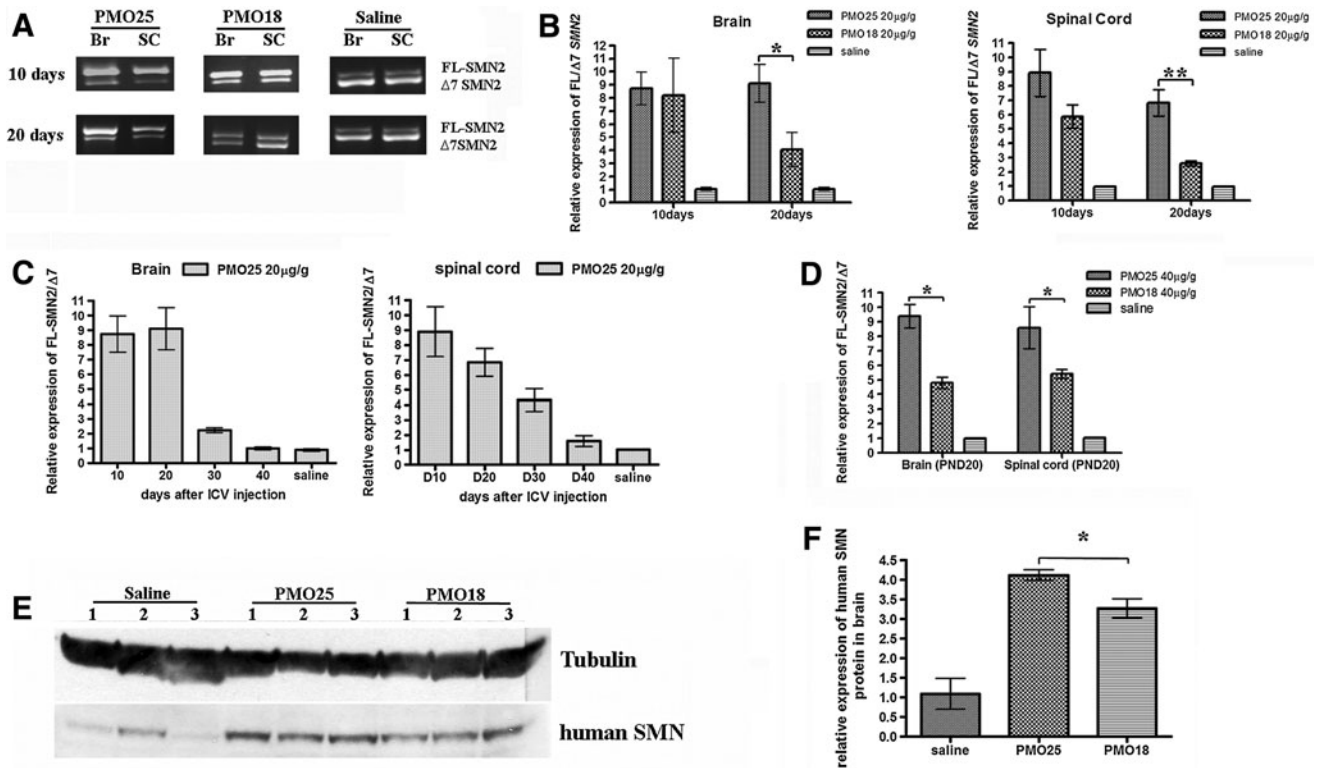 A
PMO25 PMO18 Saline
Br SC Br SC Br SC
10 days
FL-SMN2
Δ7 SMN2
20 days
FL-SMN2
Δ7SMN2
B
Brain
PMO25 20µg/g
PMO18 20µg/g
saline
Relative expression of FL/Δ7 SMN2
12
11
10
9
8
7
6
5
4
3
2
1
0
*
10days 20days
Spinal Cord
PMO25 20µg/g
PMO18 20µg/g
saline
Relative expression of FL/Δ7 SMN2
11
10
9
8
7
6
5
4
3
2
1
0
**
10days 20days
C
Brain PMO25 20µg/g
Relative expression of FL-SMN2/Δ7
11
10
9
8
7
6
5
4
3
2
1
0
10 20 30 40 saline
days after ICV injection
spinal cord PMO25 20µg/g
Relative expression of FL-SMN2/Δ7
11
10
9
8
7
6
5
4
3
2
1
0
D10 D20 D30 D40 saline
days after ICV injection
D
PMO25 40µg/g
PMO18 40µg/g
saline
Relative expression of FL-SMN2/Δ7
11
10
9
8
7
6
5
4
3
2
1
0
* *
Brain (PND20) Spinal cord (PND20)
E
Saline PMO25 PMO18
1 2 3 1 2 3 1 2 3
Tubulin
human SMN
F
relative expression of human SMN
protein in brain
4.5
4.0
3.5
3.0
2.5
2.0
1.5
1.0
0.5
0.0
*
saline PMO25 PMO18